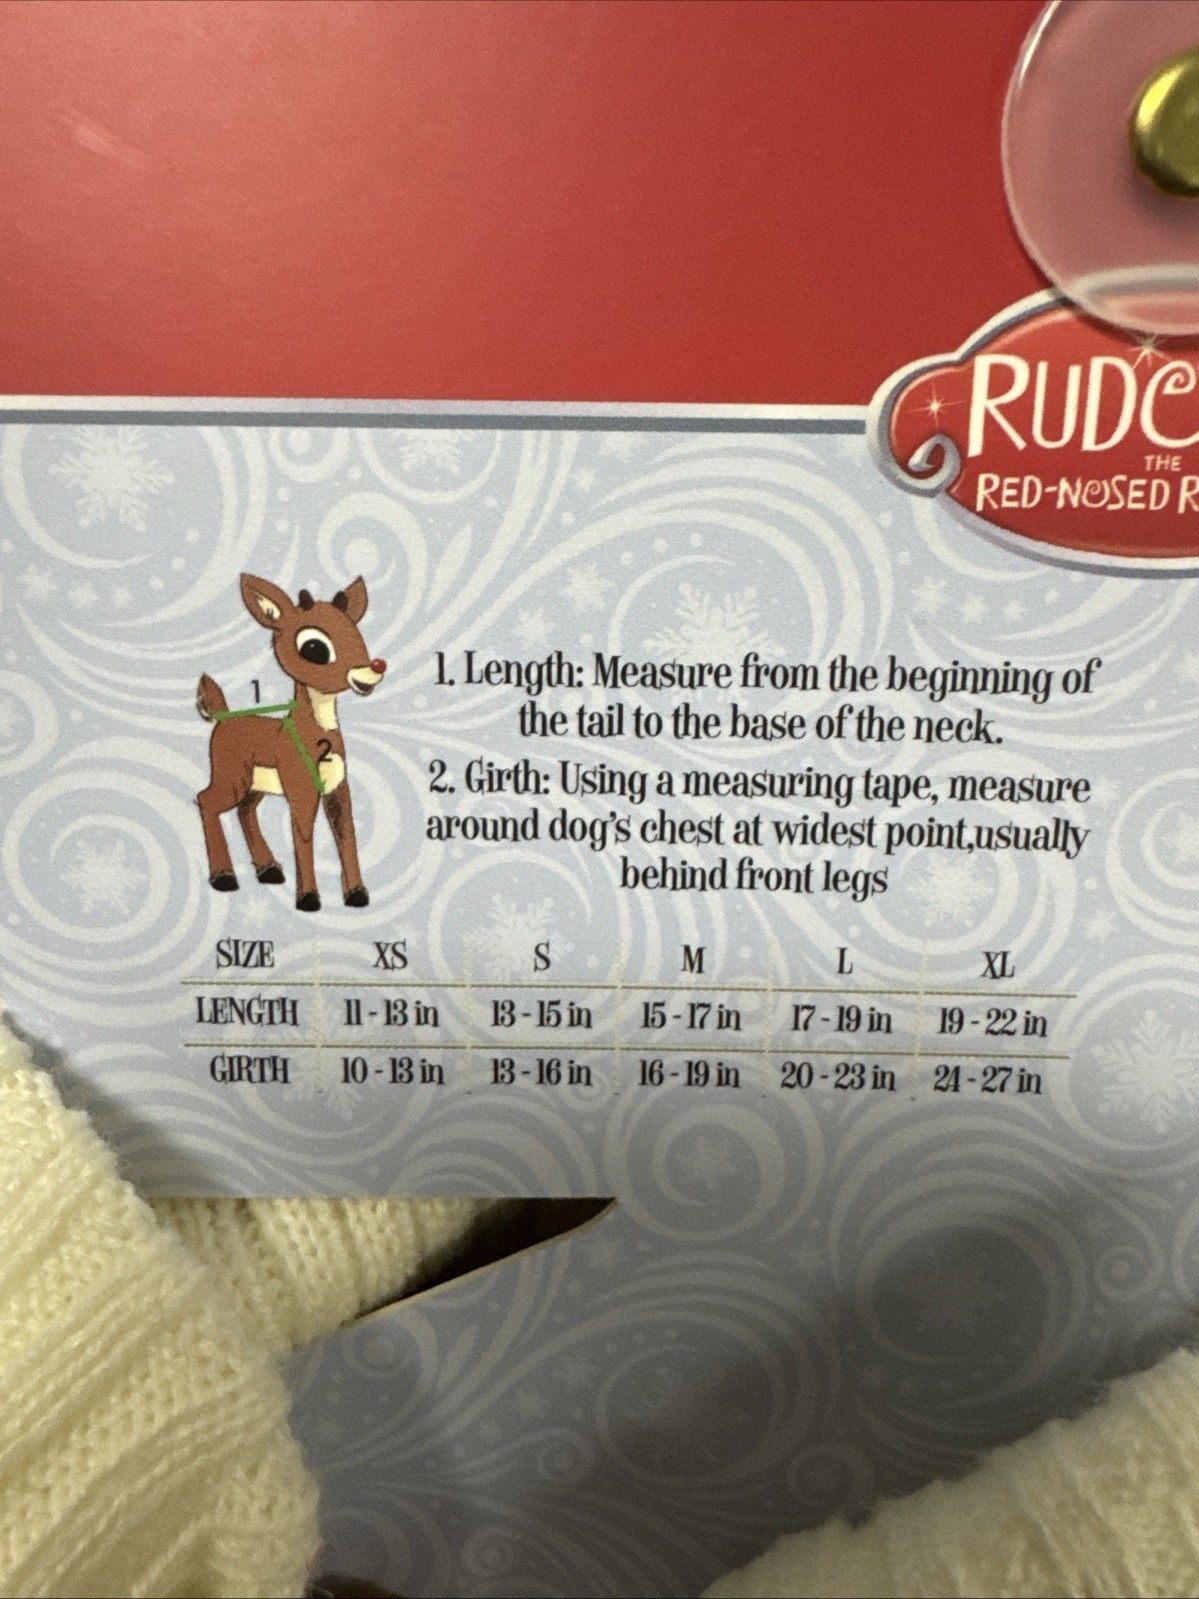 RUDO
THE
RED-NOSED R
1
2
1. Length: Measure from the beginning of
the tail to the base of the neck.
2. Girth: Using a measuring tape, measure
around dog's chest at widest point,usually
behind front legs
SIZE XS S M L XL
LENGTH 11 - 13 in 13 - 15 in 15 - 17 in 17 - 19 in 19 - 22 in
GIRTH 10 - 13 in 13 - 16 in 16 - 19 in 20 - 23 in 24 - 27 in